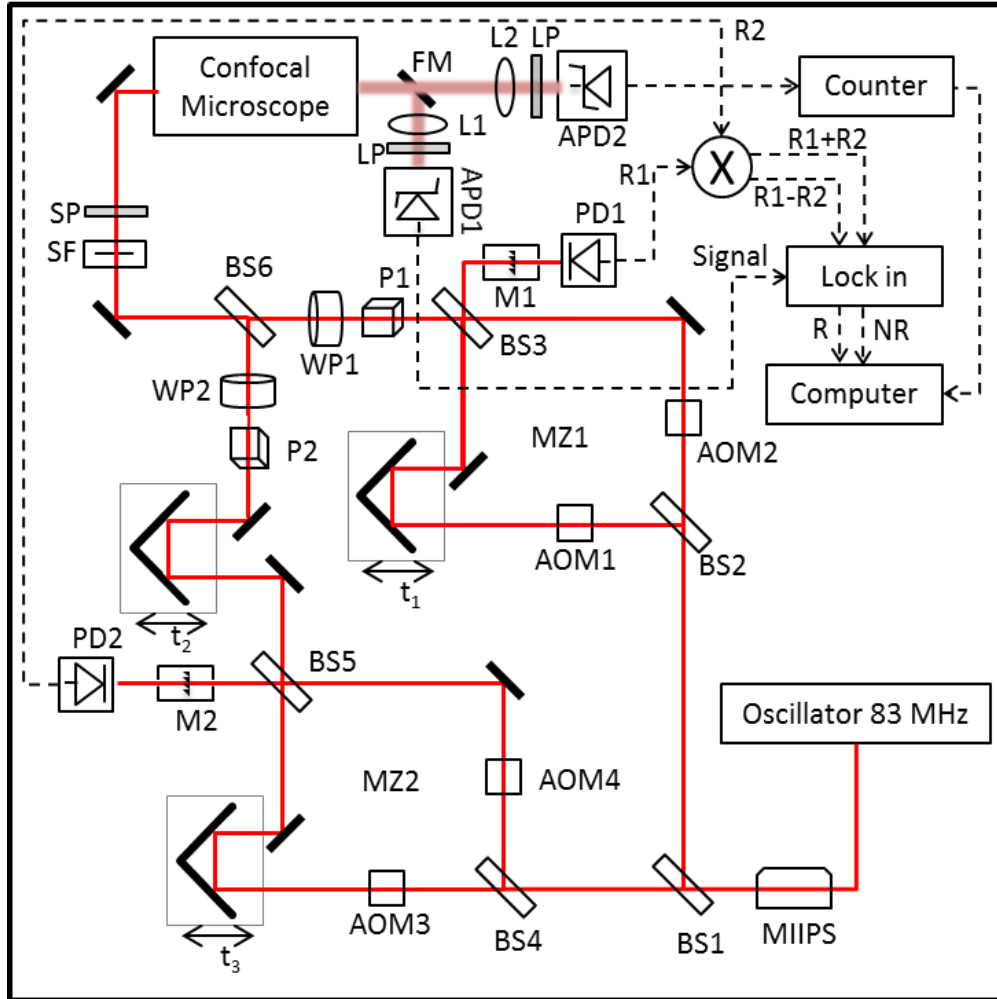 R2
L2
LP
FM
Confocal
Microscope
Counter
APD2
L1
LP
R1+R2
R1
X
R1-R2
APD1
PD1
SP
SF
BS6
P1
M1
Signal
Lock in
BS3
R
NR
WP1
WP2
Computer
P2
MZ1
AOM2
AOM1
BS2
t1
t2
PD2
BS5
M2
Oscillator 83 MHz
MZ2
AOM4
AOM3
BS4
BS1
MIIPS
t3